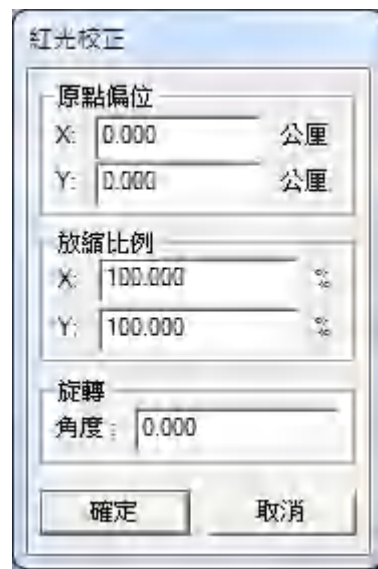 紅光校正
原點偏位
X: 0.000 公厘
Y: 0.000 公厘
放縮比例
X: 100.000 %
Y: 100.000 %
旋轉
角度： 0.000
確定 取消